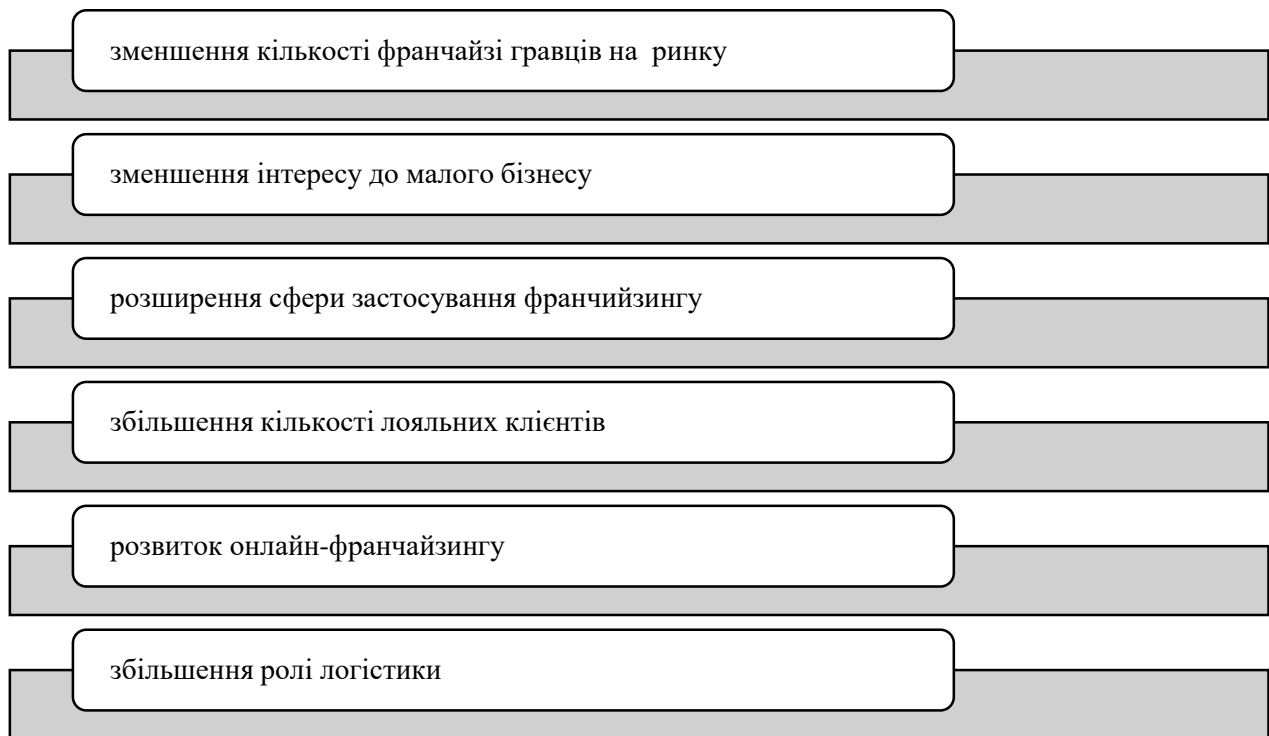 зменшення кількості франчайзі гравців на ринку
зменшення інтересу до малого бізнесу
розширення сфери застосування франчийзингу
збільшення кількості лояльних клієнтів
розвиток онлайн-франчайзингу
збільшення ролі логістики